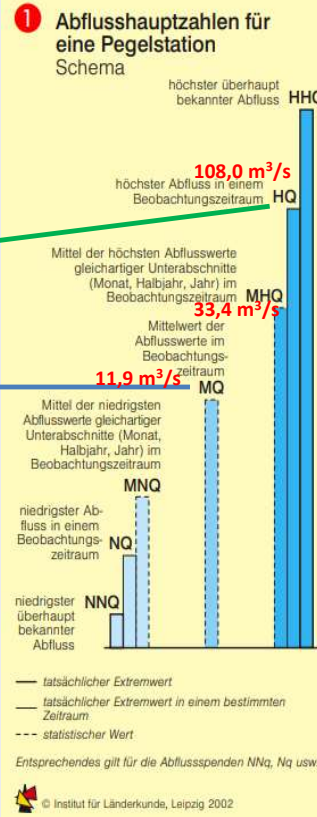 1 Abflusshauptzahlen für
eine Pegelstation
Schema
höchster überhaupt
bekannter Abfluss HHQ
108,0 m³/s
höchster Abfluss in einem
Beobachtungszeitraum HQ
Mittel der höchsten Abflusswerte
gleichartiger Unterabschnitte
(Monat, Halbjahr, Jahr) im
Beobachtungszeitraum MHQ
33,4 m³/s
Mittelwert der
Abflusswerte im
Beobachtungs-
zeitraum
11,9 m³/s
MQ
Mittel der niedrigsten
Abflusswerte gleichartiger
Unterabschnitte (Monat,
Halbjahr, Jahr) im
Beobachtungszeitraum
MNQ
niedrigster Ab-
fluss in einem
Beobachtungs-
zeitraum NQ
niedrigster NNQ
überhaupt
bekannter
Abfluss
tatsächlicher Extremwert
tatsächlicher Extremwert in einem bestimmten
Zeitraum
statistischer Wert
Entsprechendes gilt für die Abflussspenden NNq, Nq usw.
© Institut für Länderkunde, Leipzig 2002